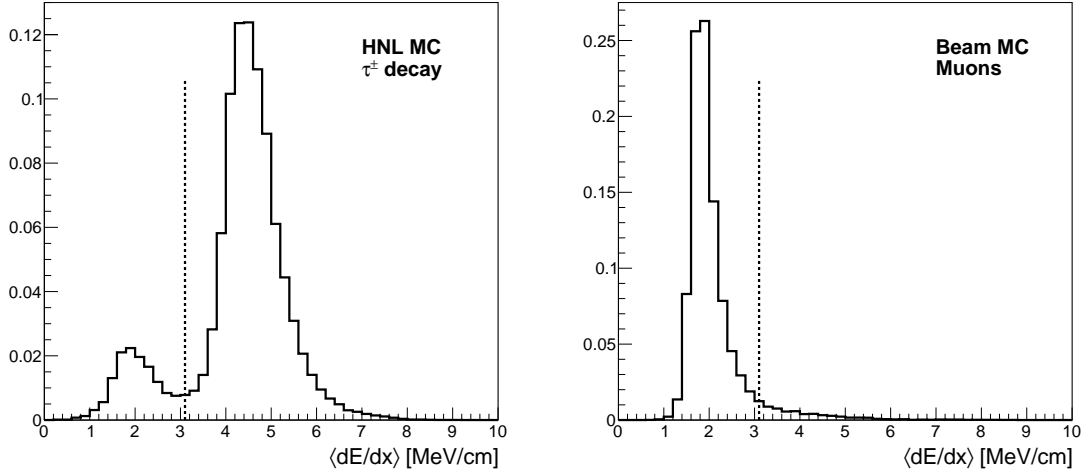 0.12
0.1
0.08
0.06
0.04
0.02
0
0 1 2 3 4 5 6 7 8 9 10
⟨dE/dx⟩ [MeV/cm]
HNL MC
τ± decay
0.25
0.2
0.15
0.1
0.05
0
0 1 2 3 4 5 6 7 8 9 10
⟨dE/dx⟩ [MeV/cm]
Beam MC
Muons